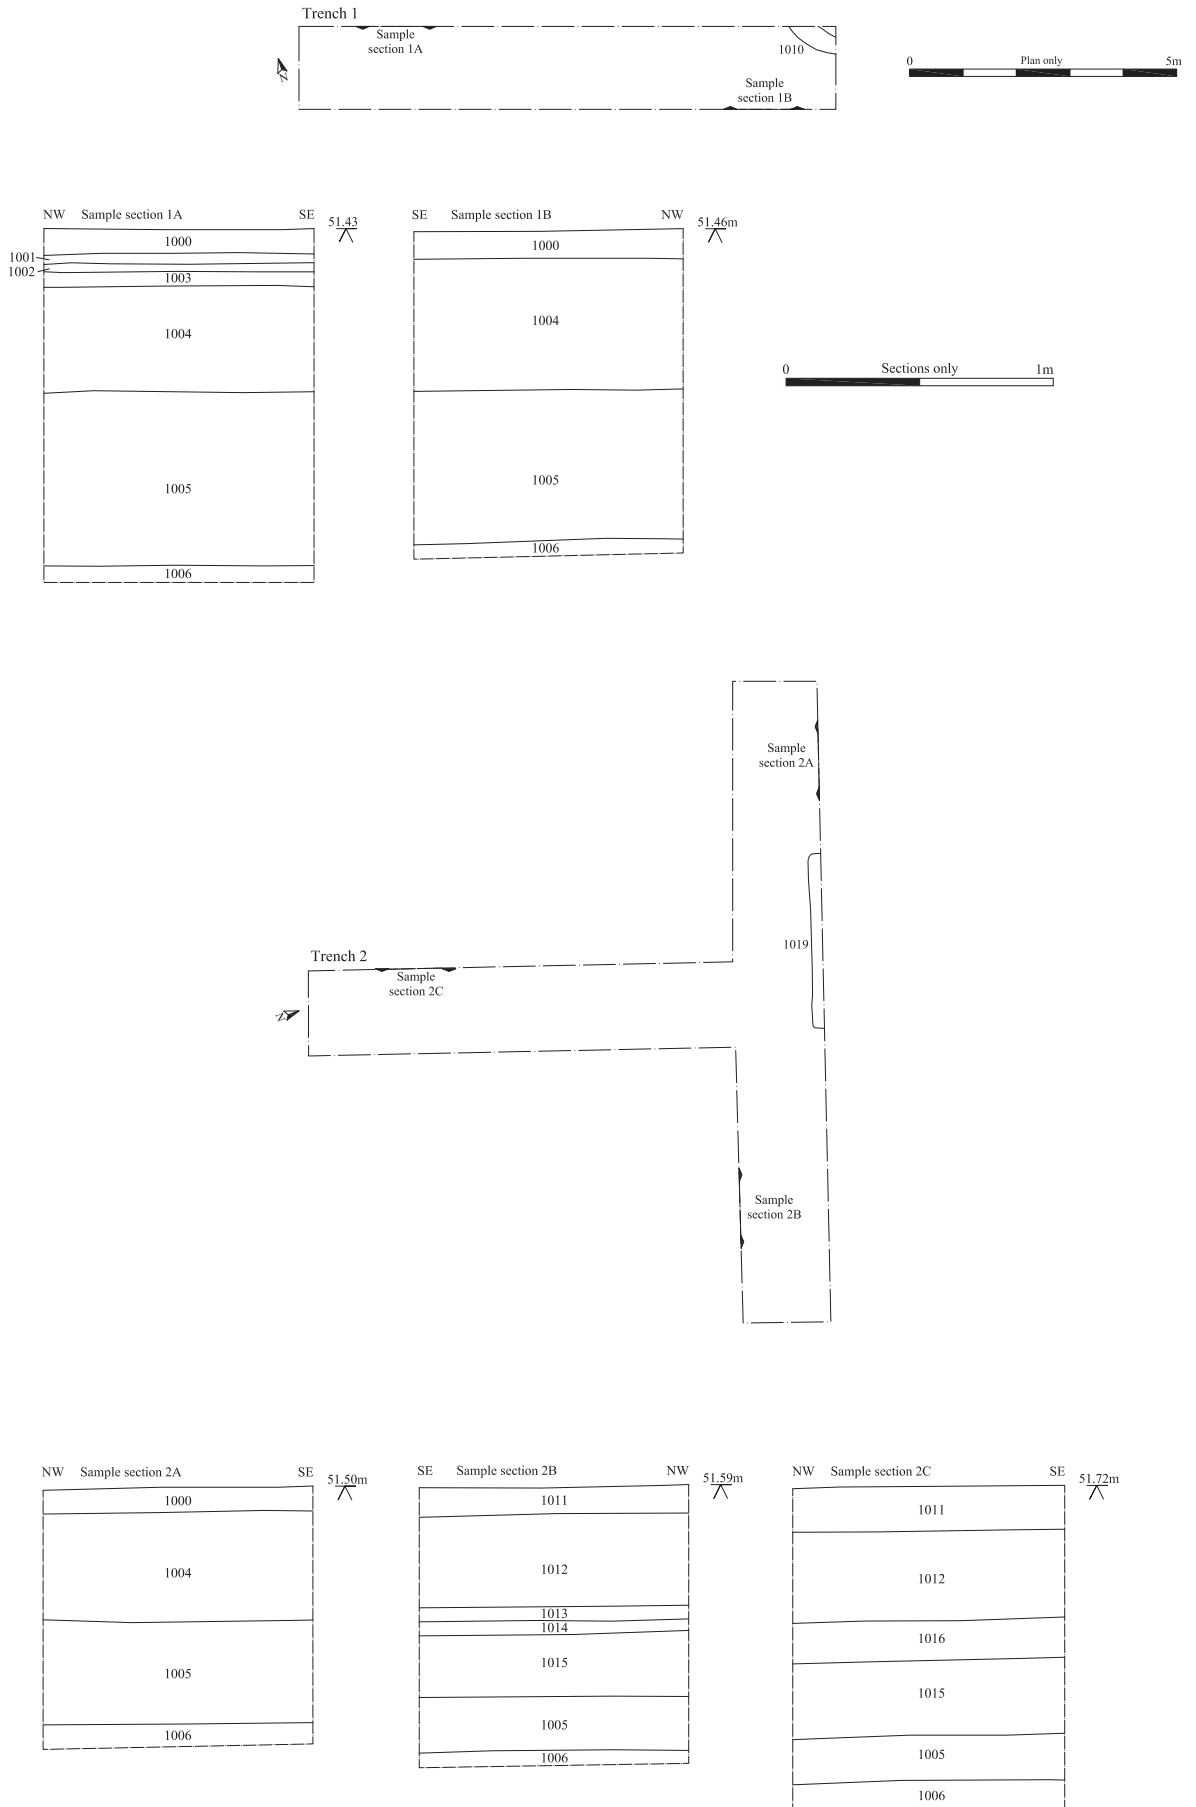 Trench 1
Sample
section 1A
1010
Sample
section 1B
N
0 Plan only 5m
NW Sample section 1A SE
51.43
1000
1001
1002
1003
1004
1005
1006
SE Sample section 1B NW
51.46m
1000
1004
1005
1006
0 Sections only 1m
Sample
section 2A
1019
Trench 2
Sample
section 2C
N
Sample
section 2B
NW Sample section 2A SE
51.50m
1000
1004
1005
1006
SE Sample section 2B NW
51.59m
1011
1012
1013
1014
1015
1005
1006
NW Sample section 2C SE
51.72m
1011
1012
1016
1015
1005
1006